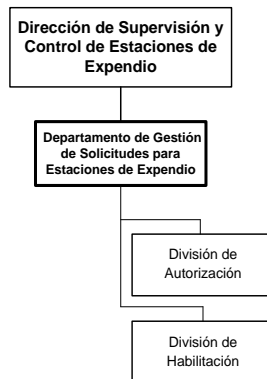 Dirección de Supervisión y
Control de Estaciones de
Expendio
Departamento de Gestión
de Solicitudes para
Estaciones de Expendio
División de
Autorización
División de
Habilitación